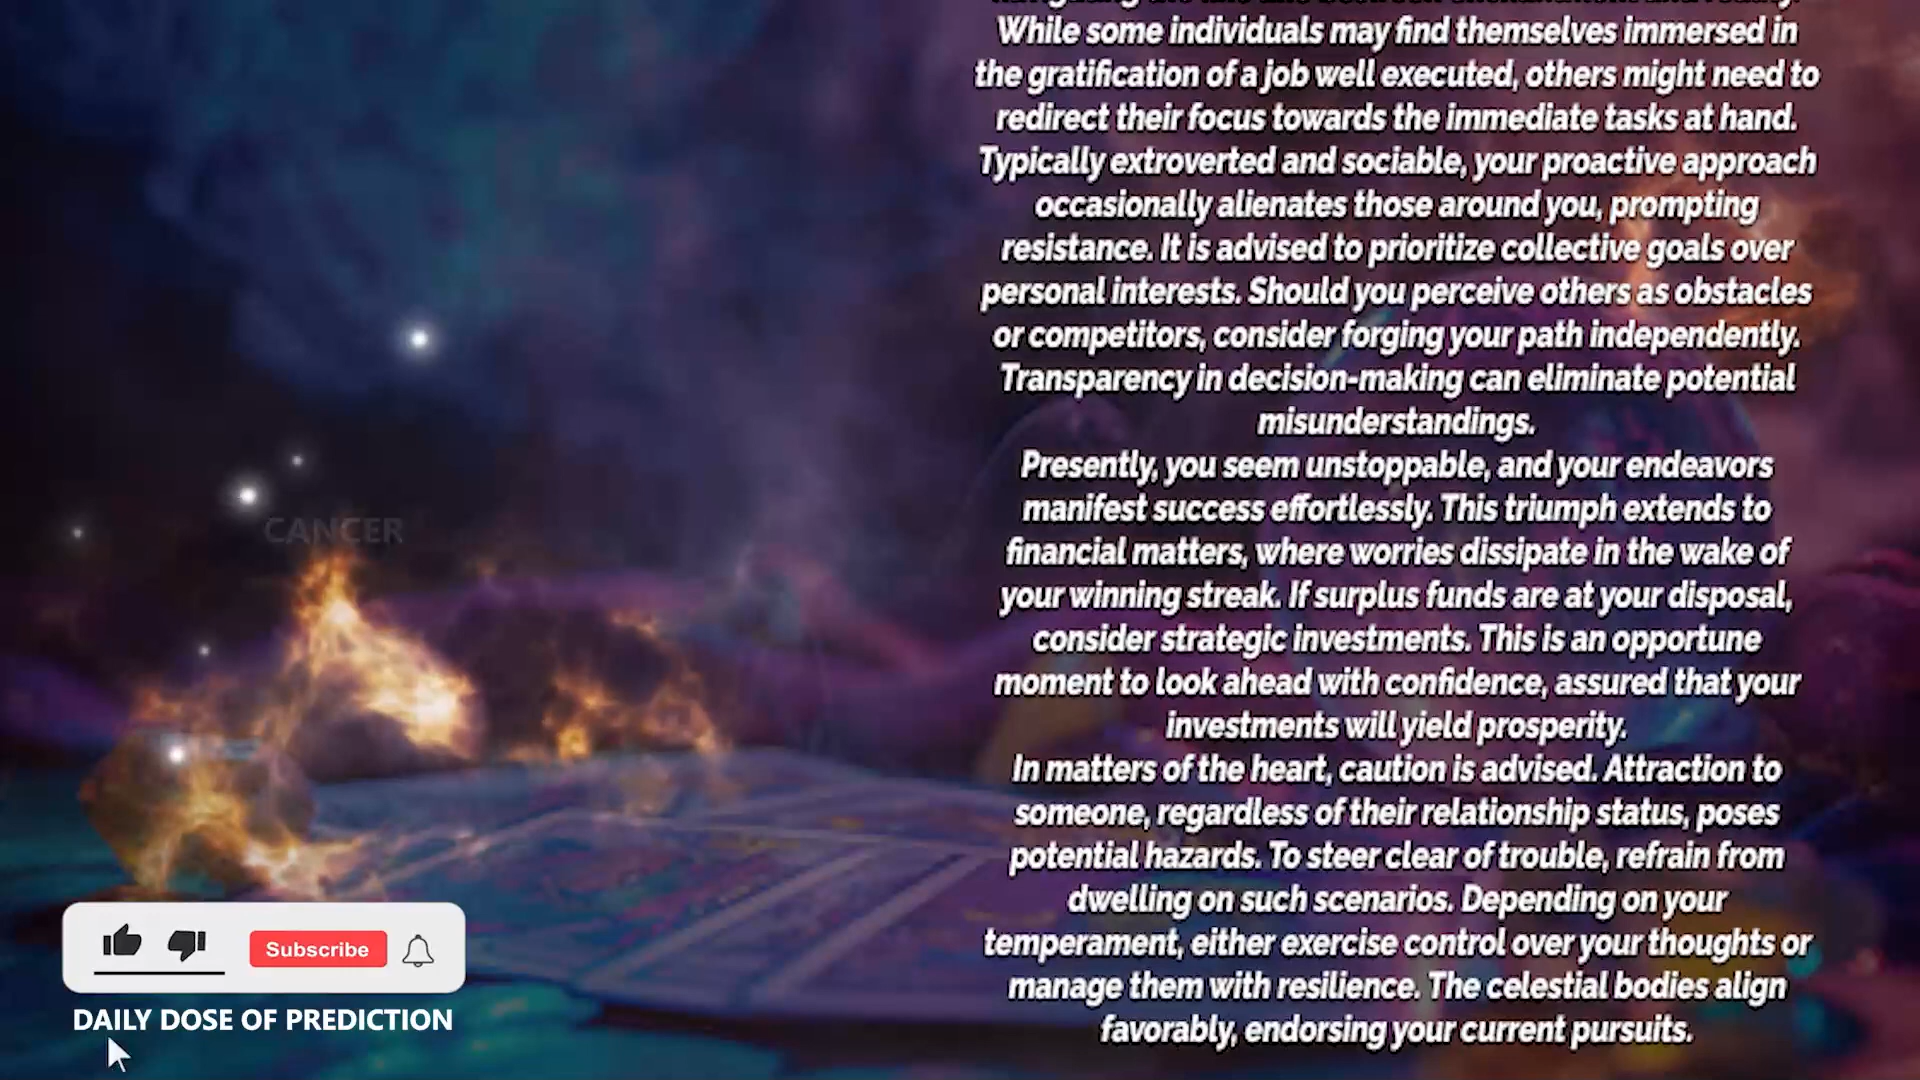 While some individuals may find themselves immersed in
the gratification of a job well executed, others might need to
redirect their focus towards the immediate tasks at hand.
Typically extroverted and sociable, your proactive approach
occasionally alienates those around you, prompting
resistance. It is advised to prioritize collective goals over
personal interests. Should you perceive others as obstacles
or competitors, consider forging your path independently.
Transparency in decision-making can eliminate potential
misunderstandings.
Presently, you seem unstoppable, and your endeavors
manifest success effortlessly. This triumph extends to
financial matters, where worries dissipate in the wake of
your winning streak. If surplus funds are at your disposal,
consider strategic investments. This is an opportune
moment to look ahead with confidence, assured that your
investments will yield prosperity.
In matters of the heart, caution is advised. Attraction to
someone, regardless of their relationship status, poses
potential hazards. To steer clear of trouble, refrain from
dwelling on such scenarios. Depending on your
temperament, either exercise control over your thoughts or
manage them with resilience. The celestial bodies align
favorably, endorsing your current pursuits.
CANCER
Subscribe
DAILY DOSE OF PREDICTION